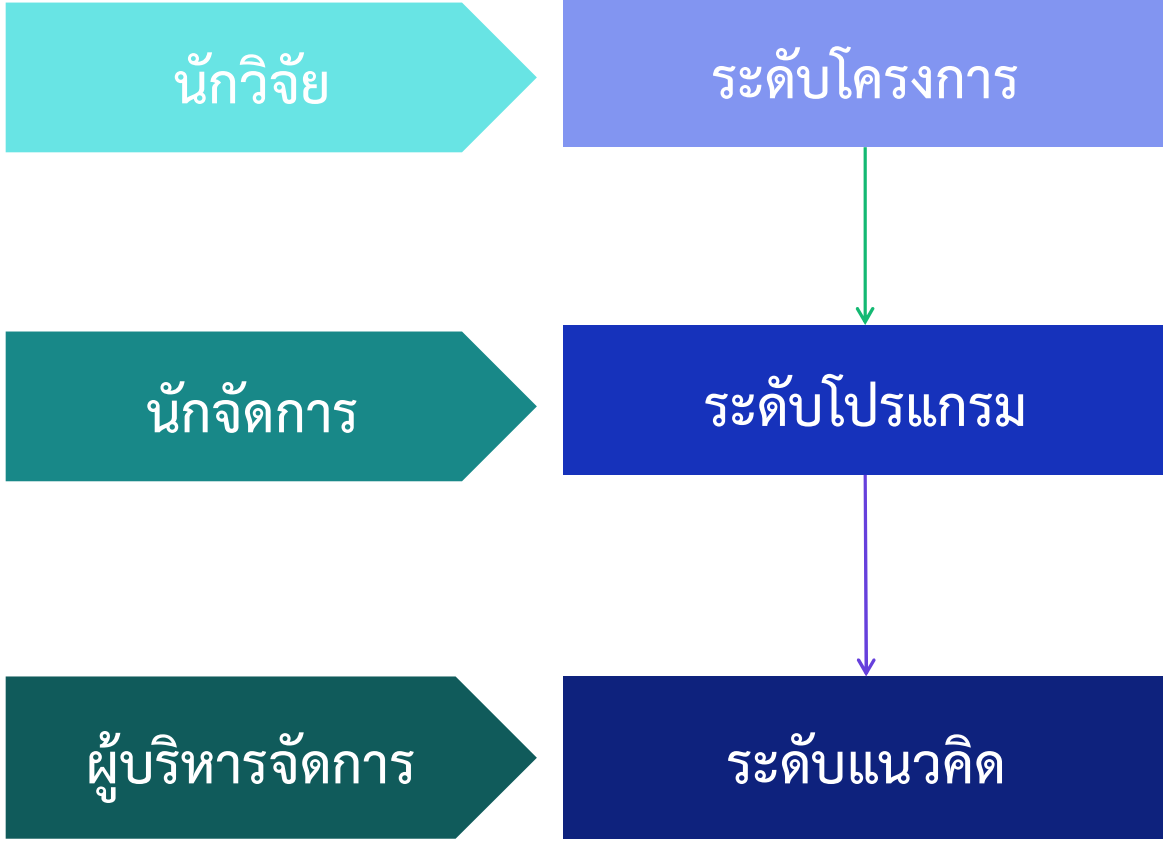 นักวิจัย
ระดับโครงการ
นักจัดการ
ระดับโปรแกรม
ผู้บริหารจัดการ
ระดับแนวคิด